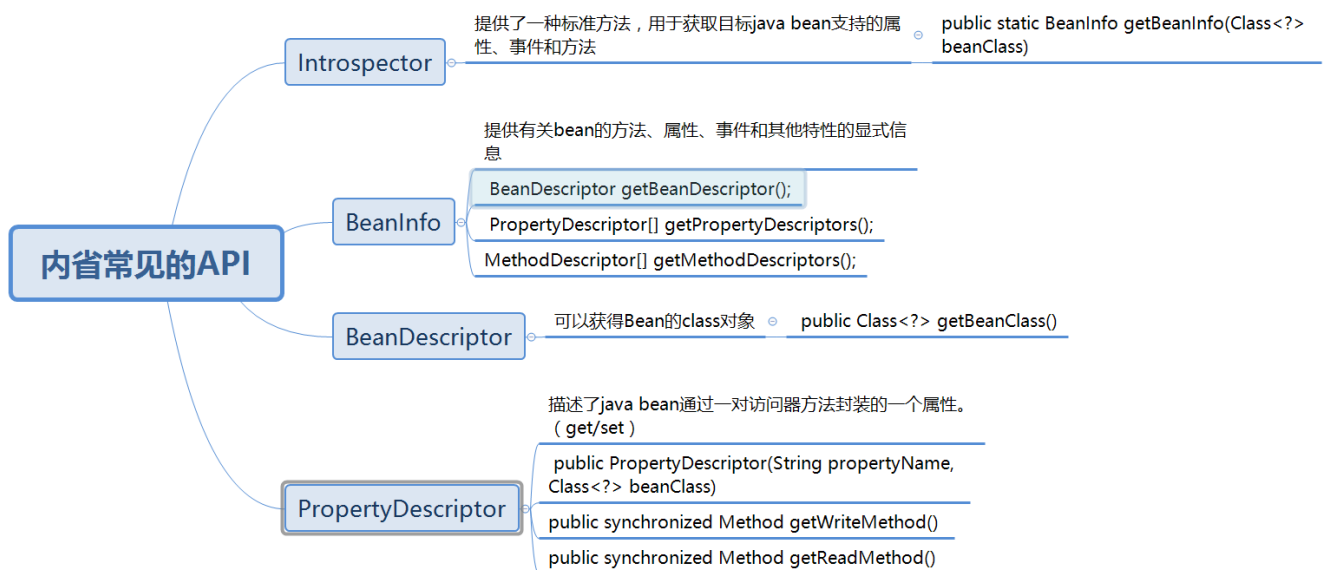 内省常见的API
Introspector
提供了一种标准方法，用于获取目标java bean支持的属
性、事件和方法
public static BeanInfo getBeanInfo(Class<?>
beanClass)
BeanInfo
提供有关bean的方法、属性、事件和其他特性的显式信
息
BeanDescriptor getBeanDescriptor();
PropertyDescriptor[] getPropertyDescriptors();
MethodDescriptor[] getMethodDescriptors();
BeanDescriptor
可以获得Bean的class对象
public Class<?> getBeanClass()
PropertyDescriptor
描述了java bean通过一对访问器方法封装的一个属性。
（get/set）
public PropertyDescriptor(String propertyName,
Class<?> beanClass)
public synchronized Method getWriteMethod()
public synchronized Method getReadMethod()